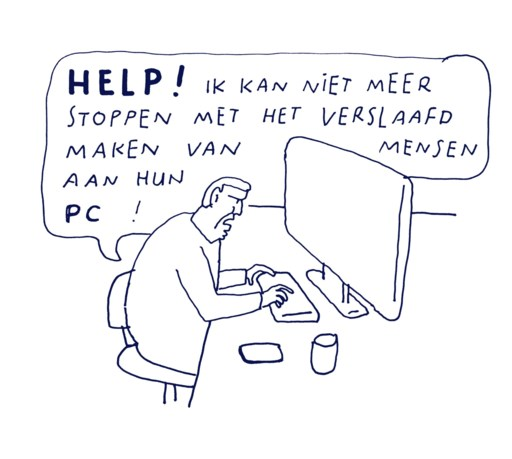 HELP! IK KAN NIET MEER
STOPPEN MET HET VERSLAAFD
MAKEN VAN MENSEN
AAN HUN
PC !